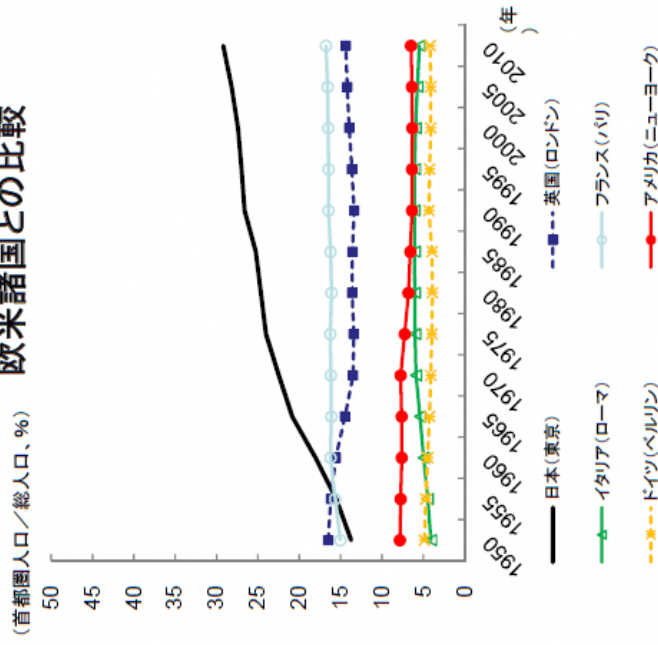 欧米諸国との比較
（首都圏人口／総人口、%）
50
45
40
35
30
25
20
15
10
5
0
1950 1955 1960 1965 1970 1975 1980 1985 1990 1995 2000 2005 2010 （年）
日本（東京） 英国（ロンドン）
イタリア（ローマ） フランス（パリ）
ドイツ（ベルリン） アメリカ（ニューヨーク）